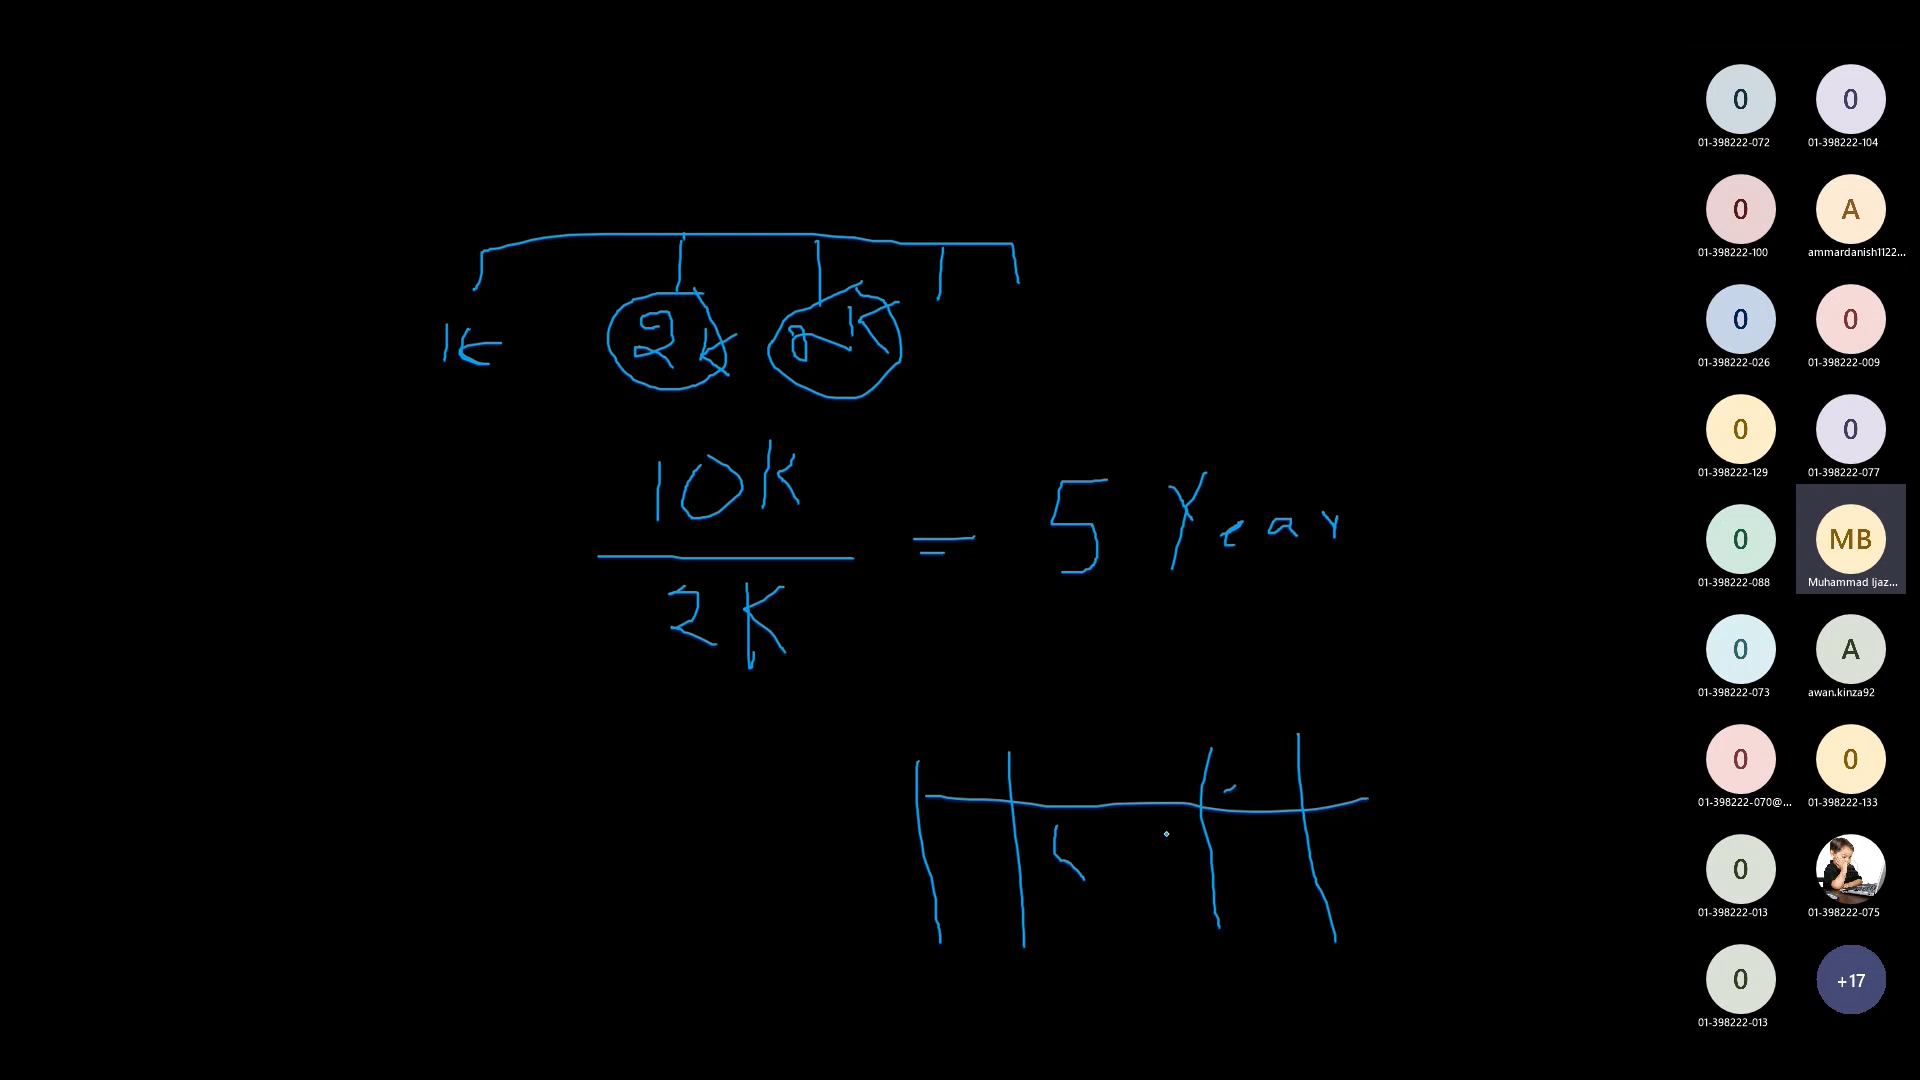 1K 2K 2K
10K
= 5 Year
2K
0 0
01-398222-072 01-398222-104
0 A
01-398222-100 ammardanish1122...
0 0
01-398222-026 01-398222-009
0 0
01-398222-129 01-398222-077
0 MB
01-398222-088 Muhammad Ijaz...
0 A
01-398222-073 awan.kinza92
0 0
01-398222-070@... 01-398222-133
0
01-398222-013 01-398222-075
0 +17
01-398222-013